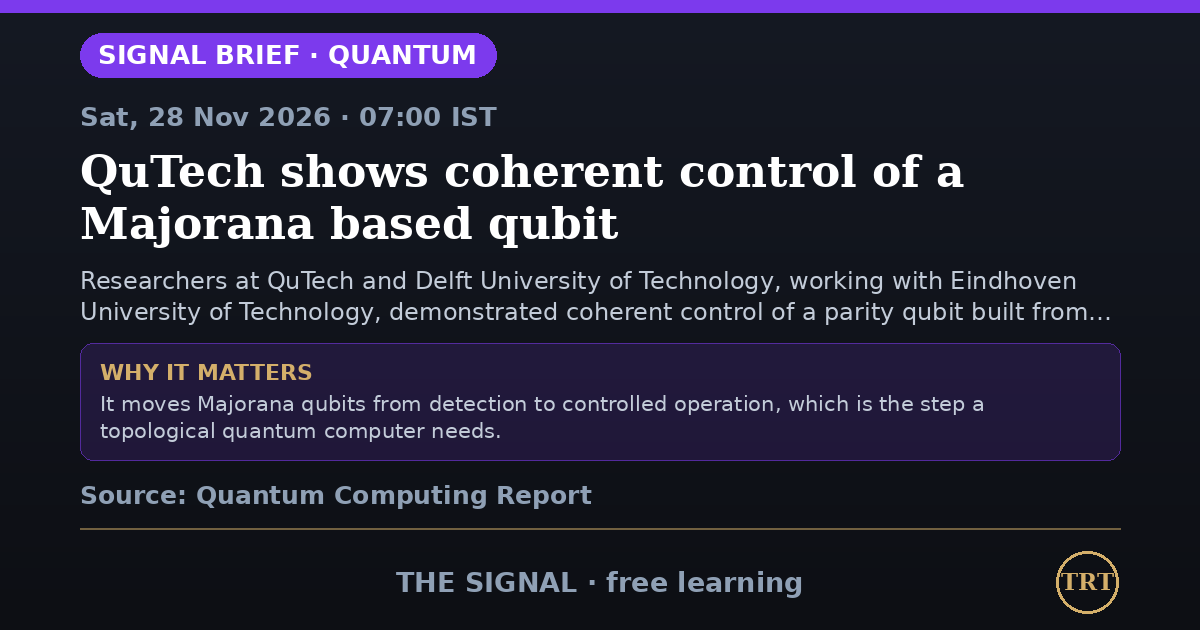 SIGNAL BRIEF · QUANTUM
Sat, 28 Nov 2026 · 07:00 IST
QuTech shows coherent control of a
Majorana based qubit
Researchers at QuTech and Delft University of Technology, working with Eindhoven
University of Technology, demonstrated coherent control of a parity qubit built from...
WHY IT MATTERS
It moves Majorana qubits from detection to controlled operation, which is the step a
topological quantum computer needs.
Source: Quantum Computing Report
THE SIGNAL · free learning
TRT